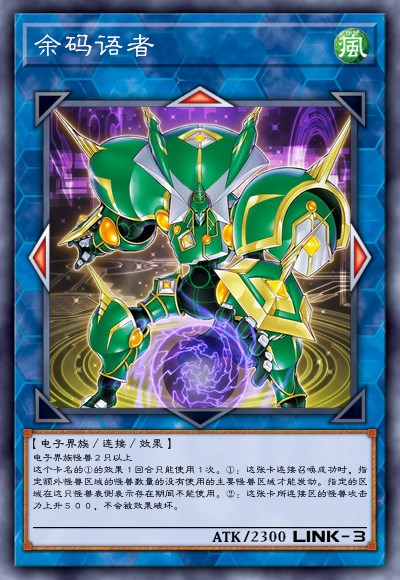 余码语者
風
【电子界族／连接／效果】
电子界族怪兽２只以上
这个卡名的①的效果１回合只能使用１次。①：这张卡连接召唤成功时，指
定额外怪兽区域的怪兽数量的没有使用的主要怪兽区域才能发动。指定的区
域在这只怪兽表侧表示存在期间不能使用。②：这张卡所连接区的怪兽攻击
力上升５００，不会被效果破坏。
ATK/2300 LINK-3